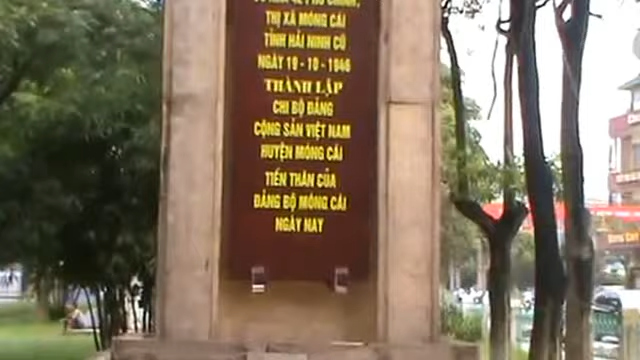 THỊ XÃ MÓNG CÁI
TỈNH HẢI NINH CŨ
NGÀY 19 - 10 - 1946
THÀNH LẬP
CHI BỘ ĐẢNG
CỘNG SẢN VIỆT NAM
HUYỆN MÓNG CÁI
TIỀN THÂN CỦA
ĐẢNG BỘ MÓNG CÁI
NGÀY NAY